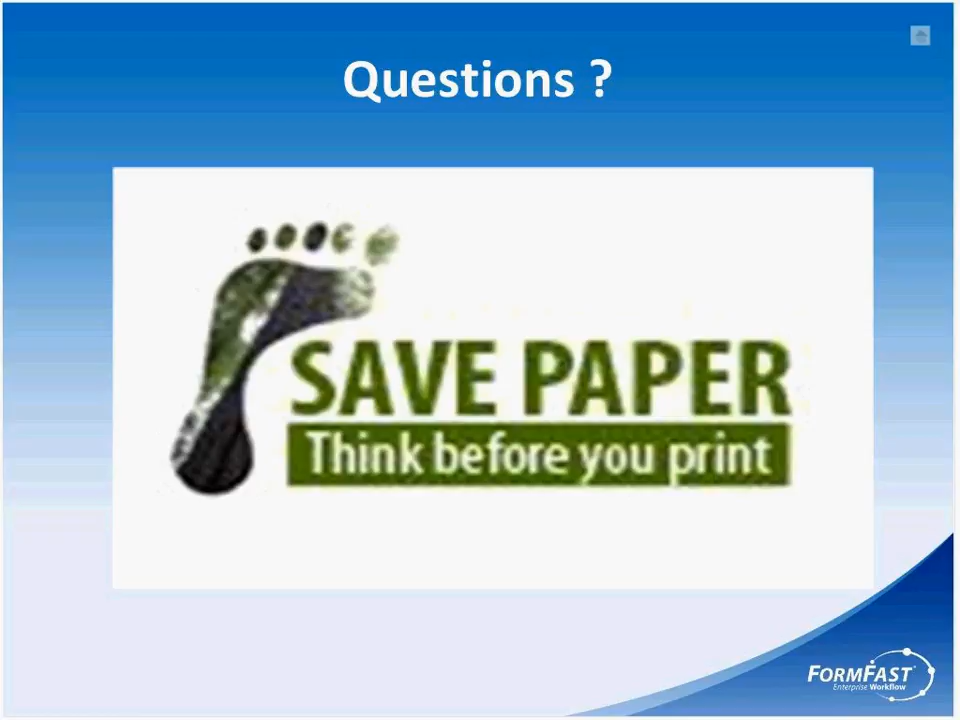 Questions ?
SAVE PAPER
Think before you print
FORMFAST
Enterprise Workflow